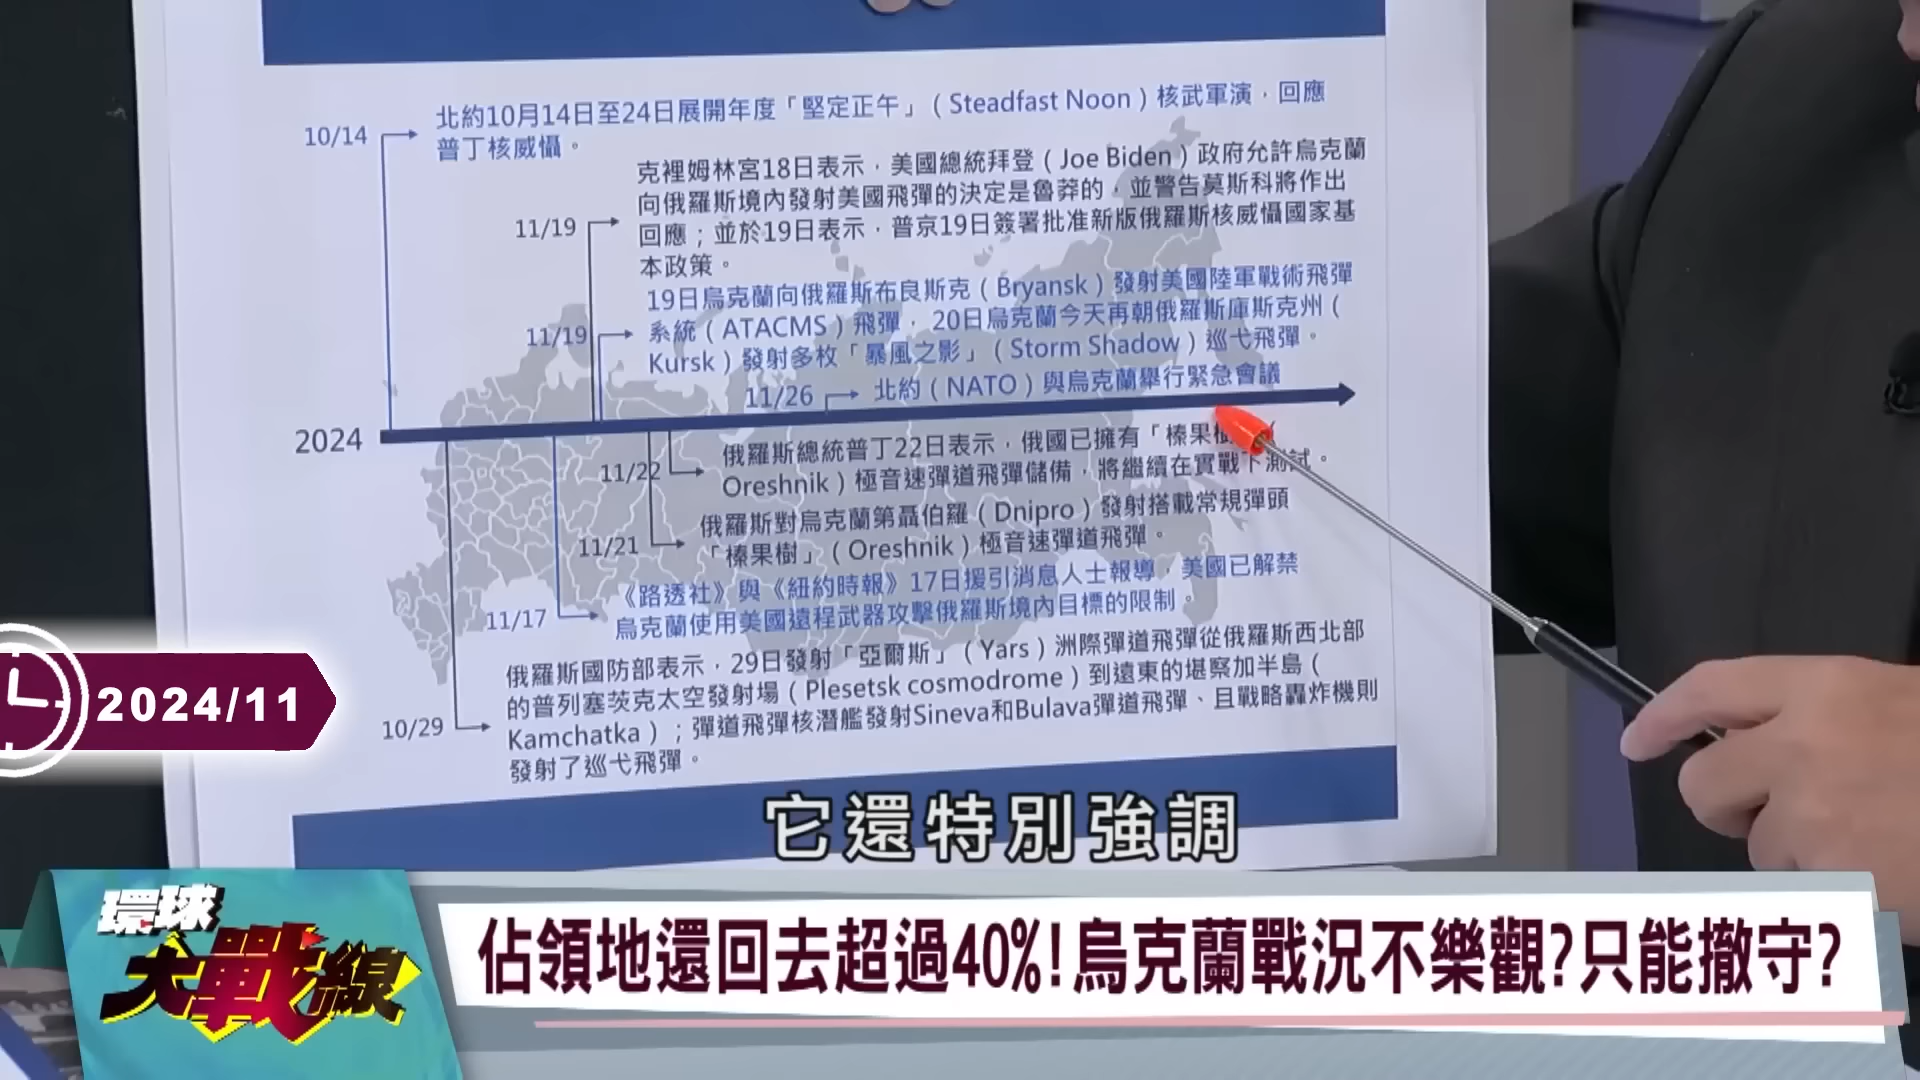 北約10月14日至24日展開年度「堅定正午」（Steadfast Noon）核武軍演，回應
10/14
普丁核威懾。
克裡姆林宮18日表示，美國總統拜登（Joe Biden）政府允許烏克蘭
向俄羅斯境內發射美國飛彈的決定是魯莽的，並警告莫斯科將作出
11/19
回應；並於19日表示，普京19日簽署批准新版俄羅斯核威懾國家基
本政策。
19日烏克蘭向俄羅斯布良斯克（Bryansk）發射美國陸軍戰術飛彈
11/19
系統（ATACMS）飛彈， 20日烏克蘭今天再朝俄羅斯庫斯克州（
Kursk）發射多枚「暴風之影」（Storm Shadow）巡弋飛彈。
11/26
北約（NATO）與烏克蘭舉行緊急會議
2024
俄羅斯總統普丁22日表示，俄國已擁有「榛果
11/22
Oreshnik）極音速彈道飛彈儲備，將繼續在實戰下測試。
俄羅斯對烏克蘭第聶伯羅（Dnipro）發射搭載常規彈頭
11/21
「榛果樹」（Oreshnik）極音速彈道飛彈。
《路透社》與《紐約時報》17日援引消息人士報導，美國已解禁
11/17
烏克蘭使用美國遠程武器攻擊俄羅斯境內目標的限制。
俄羅斯國防部表示，29日發射「亞爾斯」（Yars）洲際彈道飛彈從俄羅斯西北部
的普列塞茨克太空發射場（Plesetsk cosmodrome）到遠東的堪察加半島（
10/29
Kamchatka）；彈道飛彈核潛艦發射Sineva和Bulava彈道飛彈、且戰略轟炸機則
發射了巡弋飛彈。
2024/11
它還特別強調
環球
大戰線
佔領地還回去超過40%!烏克蘭戰況不樂觀?只能撤守?